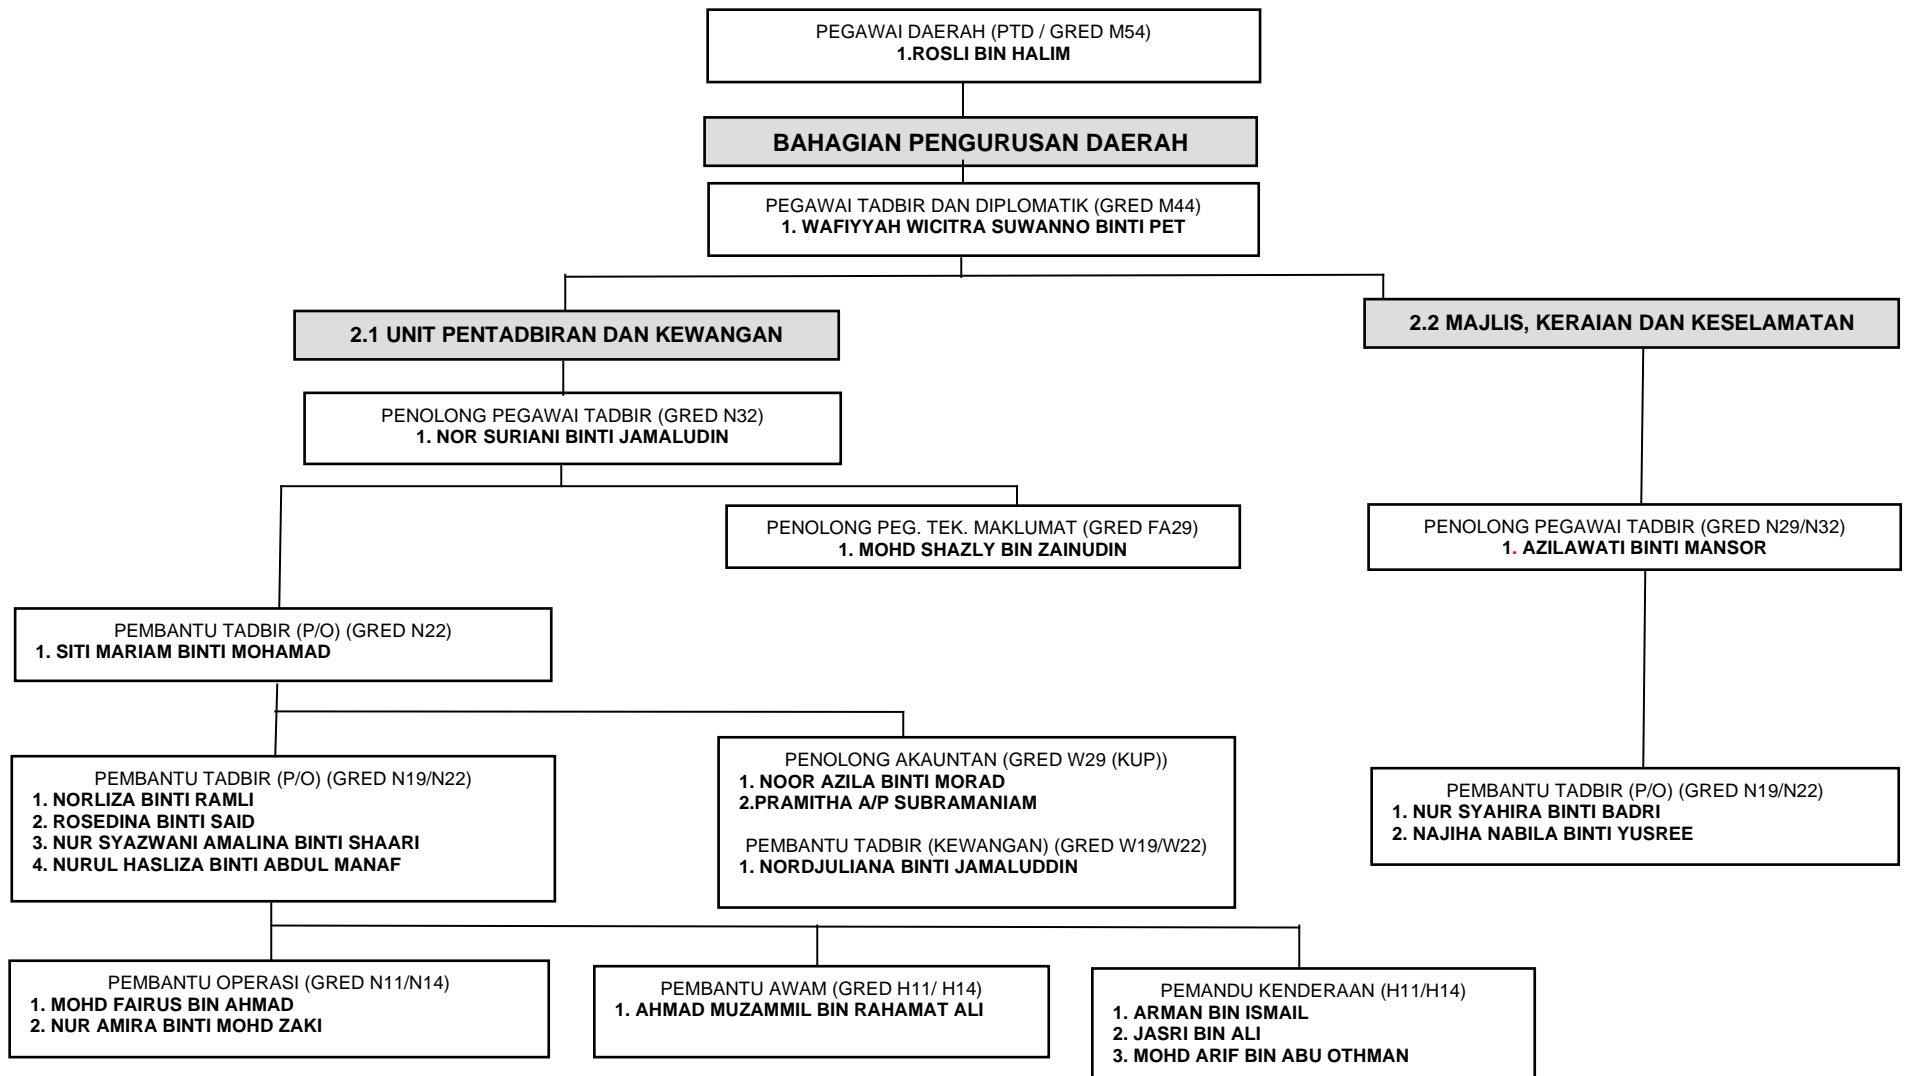 PEGAWAI DAERAH (PTD / GRED M54)
1.ROSLI BIN HALIM
BAHAGIAN PENGURUSAN DAERAH
PEGAWAI TADBIR DAN DIPLOMATIK (GRED M44)
1. WAFIYYAH WICITRA SUWANNO BINTI PET
2.1 UNIT PENTADBIRAN DAN KEWANGAN
2.2 MAJLIS, KERAIAN DAN KESELAMATAN
PENOLONG PEGAWAI TADBIR (GRED N32)
1. NOR SURIANI BINTI JAMALUDIN
PENOLONG PEG. TEK. MAKLUMAT (GRED FA29)
1. MOHD SHAZLY BIN ZAINUDIN
PENOLONG PEGAWAI TADBIR (GRED N29/N32)
1. AZILAWATI BINTI MANSOR
PEMBANTU TADBIR (P/O) (GRED N22)
1. SITI MARIAM BINTI MOHAMAD
PEMBANTU TADBIR (P/O) (GRED N19/N22)
1. NORLIZA BINTI RAMLI
2. ROSEDINA BINTI SAID
3. NUR SYAZWANI AMALINA BINTI SHAARI
4. NURUL HASLIZA BINTI ABDUL MANAF
PENOLONG AKAUNTAN (GRED W29 (KUP))
1. NOOR AZILA BINTI MORAD
2.PRAMITHA A/P SUBRAMANIAM
PEMBANTU TADBIR (KEWANGAN) (GRED W19/W22)
1. NORDJULIANA BINTI JAMALUDDIN
PEMBANTU TADBIR (P/O) (GRED N19/N22)
1. NUR SYAHIRA BINTI BADRI
2. NAJIHA NABILA BINTI YUSREE
PEMBANTU OPERASI (GRED N11/N14)
1. MOHD FAIRUS BIN AHMAD
2. NUR AMIRA BINTI MOHD ZAKI
PEMBANTU AWAM (GRED H11/ H14)
1. AHMAD MUZAMMIL BIN RAHAMAT ALI
PEMANDU KENDERAAN (H11/H14)
1. ARMAN BIN ISMAIL
2. JASRI BIN ALI
3. MOHD ARIF BIN ABU OTHMAN